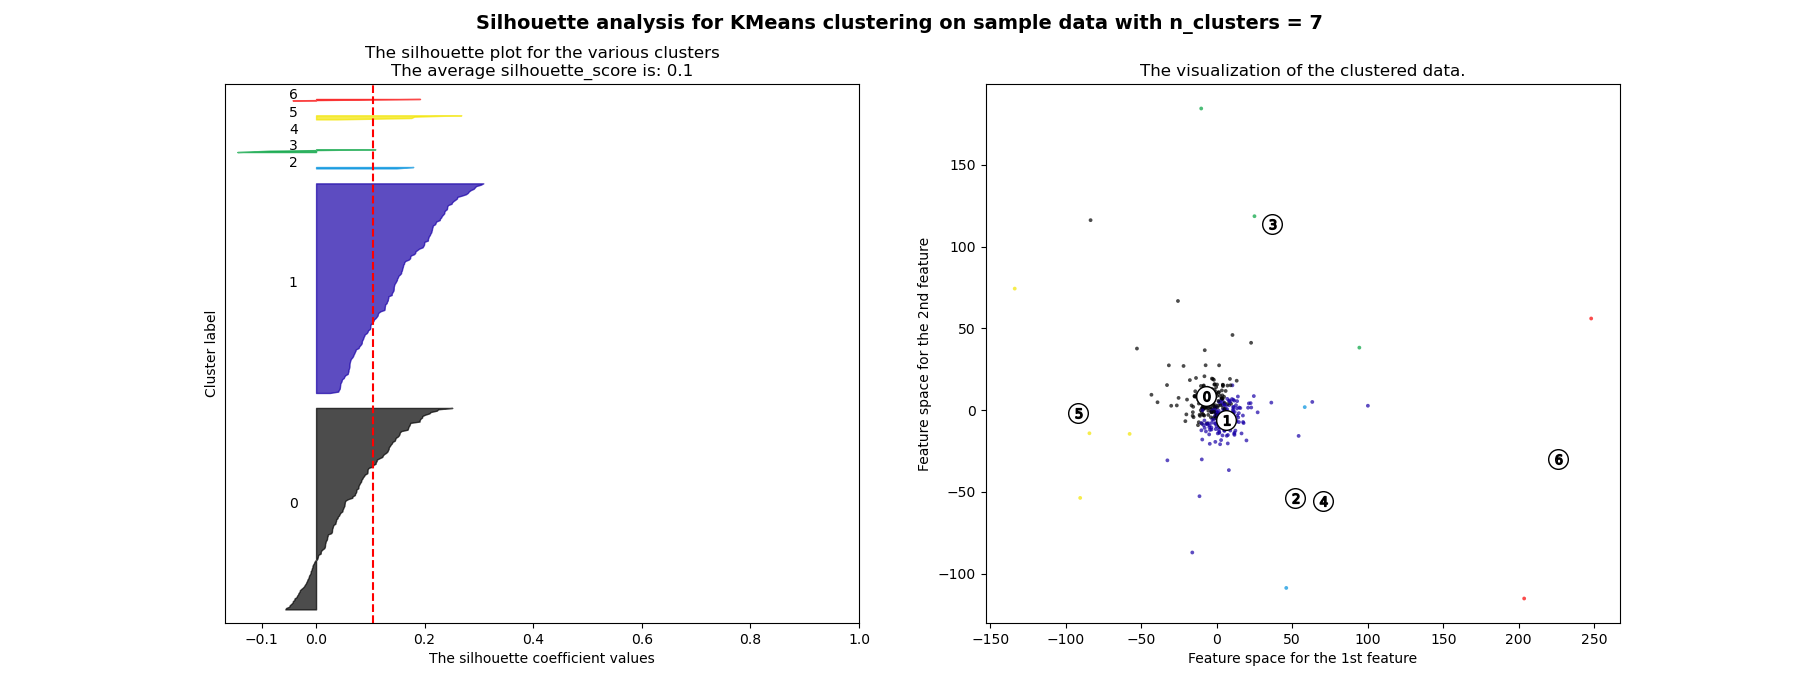 Silhouette analysis for KMeans clustering on sample data with n_clusters = 7
The silhouette plot for the various clusters
The average silhouette_score is: 0.1
6
5
4
3
2
1
0
Cluster label
−0.1 0.0 0.2 0.4 0.6 0.8 1.0
The silhouette coefficient values
The visualization of the clustered data.
150
100
50
0
−50
−100
Feature space for the 2nd feature
3
0
1
5
6
2
4
−150 −100 −50 0 50 100 150 200 250
Feature space for the 1st feature